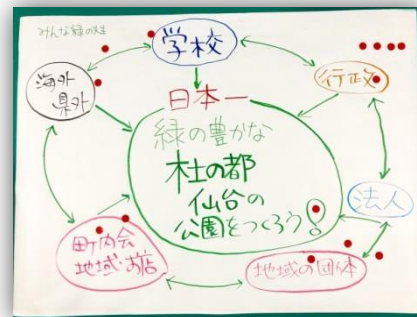 みんな緑の
学校
海外
県外
行政
日本一
緑の豊かな
杜の都
仙台の
公園をつくろう!
法人
町内会
地域・お店
地域の団体